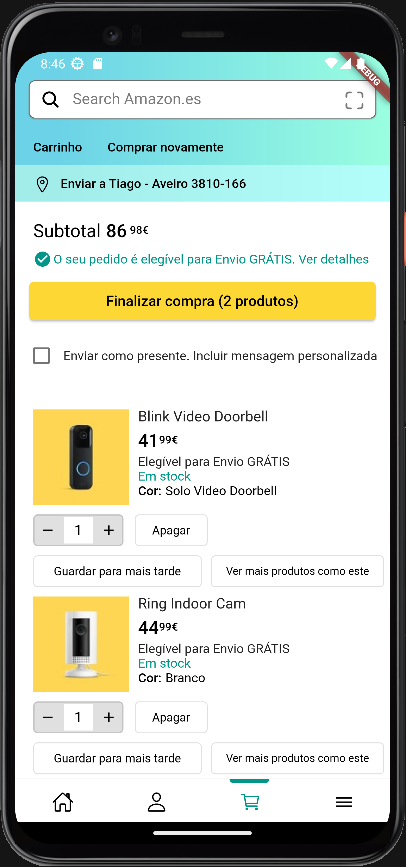 8:46
DEBUG
Search Amazon.es
Carrinho Comprar novamente
Enviar a Tiago - Aveiro 3810-166
Subtotal 86 98€
O seu pedido é elegível para Envio GRÁTIS. Ver detalhes
Finalizar compra (2 produtos)
Enviar como presente. Incluir mensagem personalizada
Blink Video Doorbell
41 99€
Elegível para Envio GRÁTIS
Em stock
Cor: Solo Video Doorbell
− 1 + Apagar
Guardar para mais tarde Ver mais produtos como este
Ring Indoor Cam
44 99€
Elegível para Envio GRÁTIS
Em stock
Cor: Branco
− 1 + Apagar
Guardar para mais tarde Ver mais produtos como este